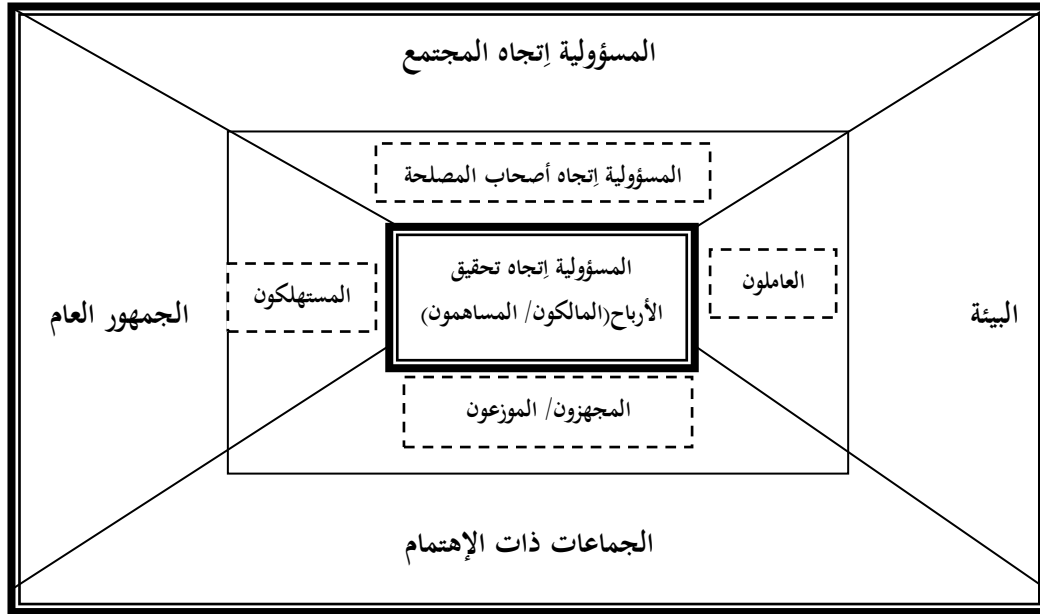 المسؤولية اِتجاه المجتمع
المسؤولية اِتجاه أصحاب المصلحة
العاملون
المسؤولية اِتجاه تحقيق
الأرباح(المالكون/ المساهمون)
المستهلكون
البيئة
الجمهور العام
المجهزون/ الموزعون
الجماعات ذات الإهتمام